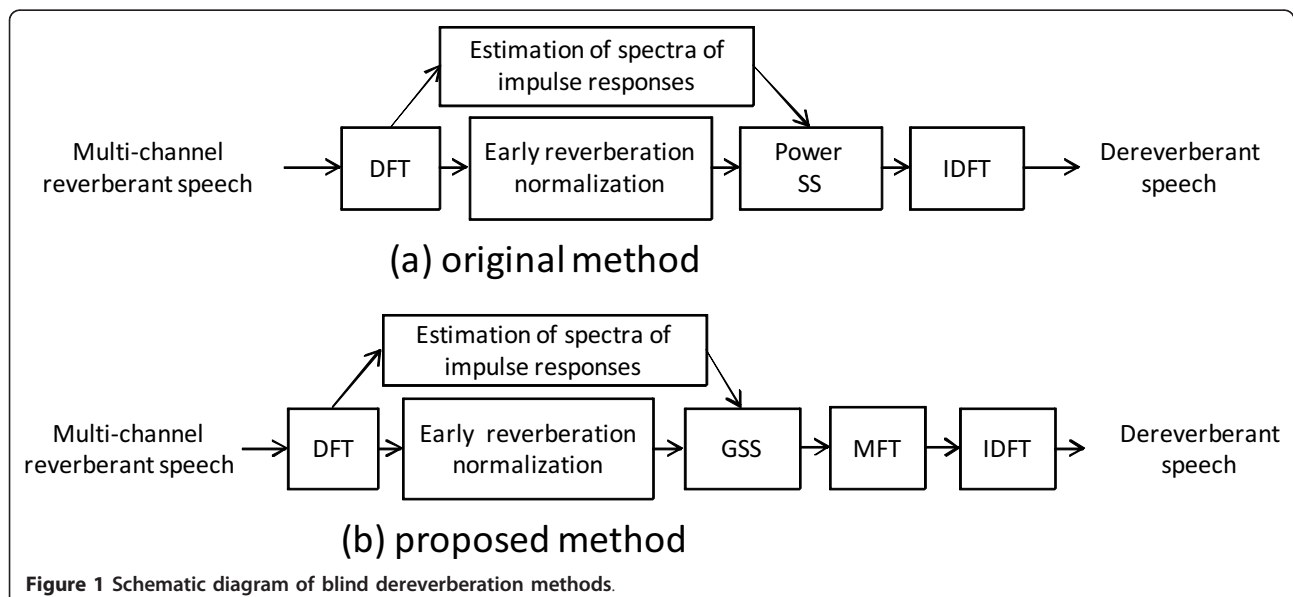 Estimation of spectra of
impulse responses
Multi-channel
reverberant speech
DFT
Early reverberation
normalization
Power
SS
IDFT
Dereverberant
speech
(a) original method
Estimation of spectra of
impulse responses
Multi-channel
reverberant speech
DFT
Early reverberation
normalization
GSS
MFT
IDFT
Dereverberant
speech
(b) proposed method
Figure 1 Schematic diagram of blind dereverberation methods.